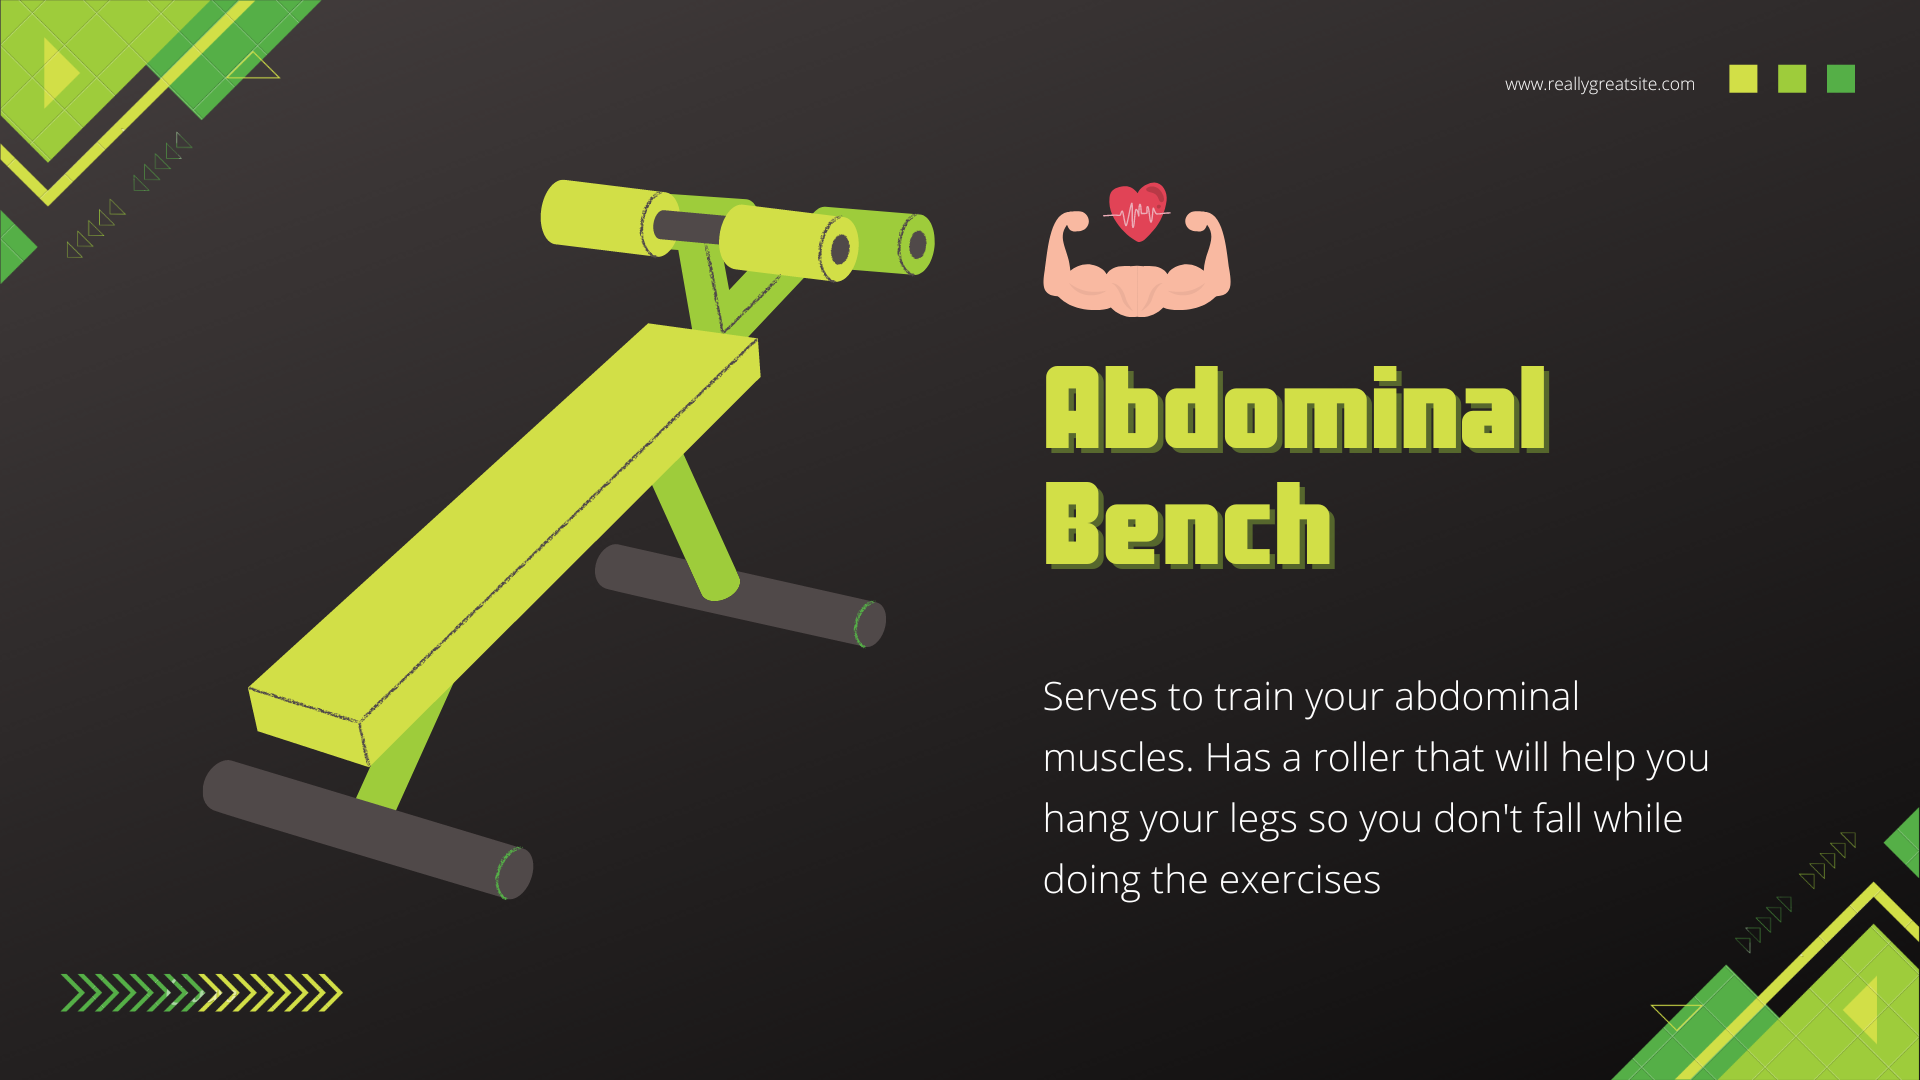 www.reallygreatsite.com
Abdominal
Bench
Serves to train your abdominal
muscles. Has a roller that will help you
hang your legs so you don't fall while
doing the exercises